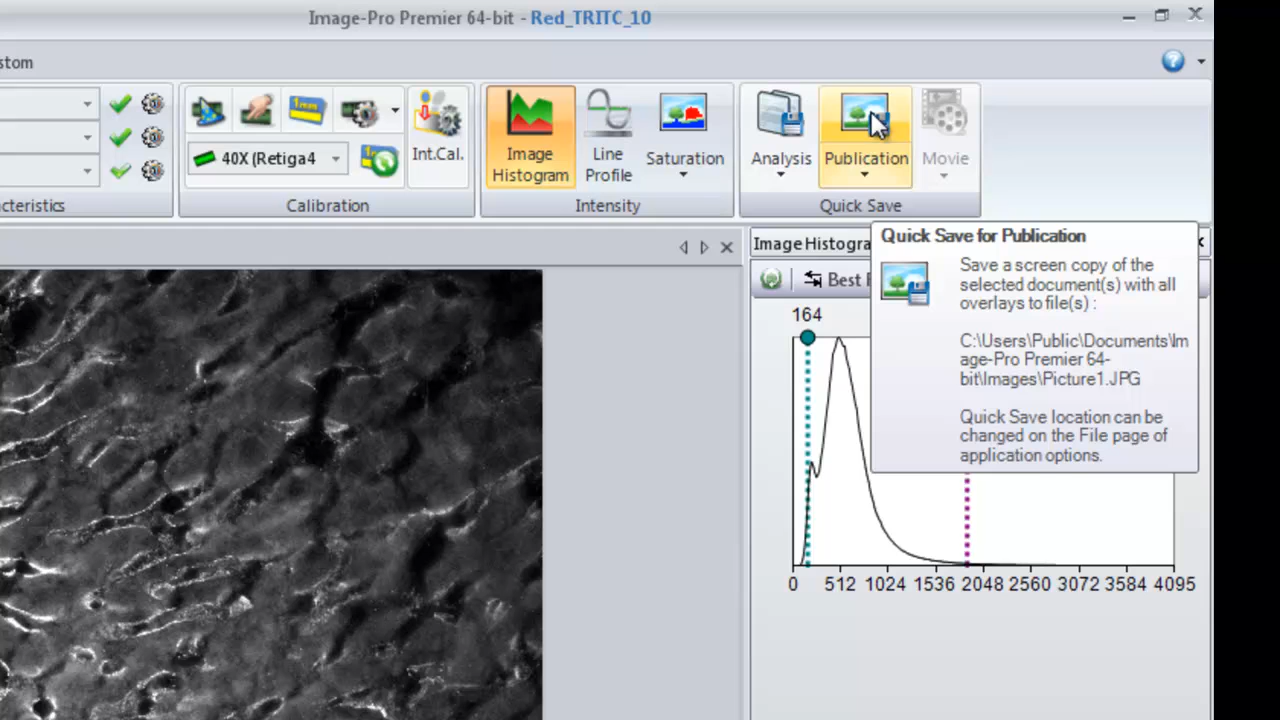 Image-Pro Premier 64-bit - Red_TRITC_10
stom
1mm
40X (Retiga4
Int.Cal.
Image Histogram
Line Profile
Saturation
Analysis
Publication
Movie
cteristics
Calibration
Intensity
Quick Save
Image Histogra
Best
164
Quick Save for Publication
Save a screen copy of the
selected document(s) with all
overlays to file(s) :
C:\Users\Public\Documents\Im
age-Pro Premier 64-
bit\Images\Picture1.JPG
Quick Save location can be
changed on the File page of
application options.
0 512 1024 1536 2048 2560 3072 3584 4095